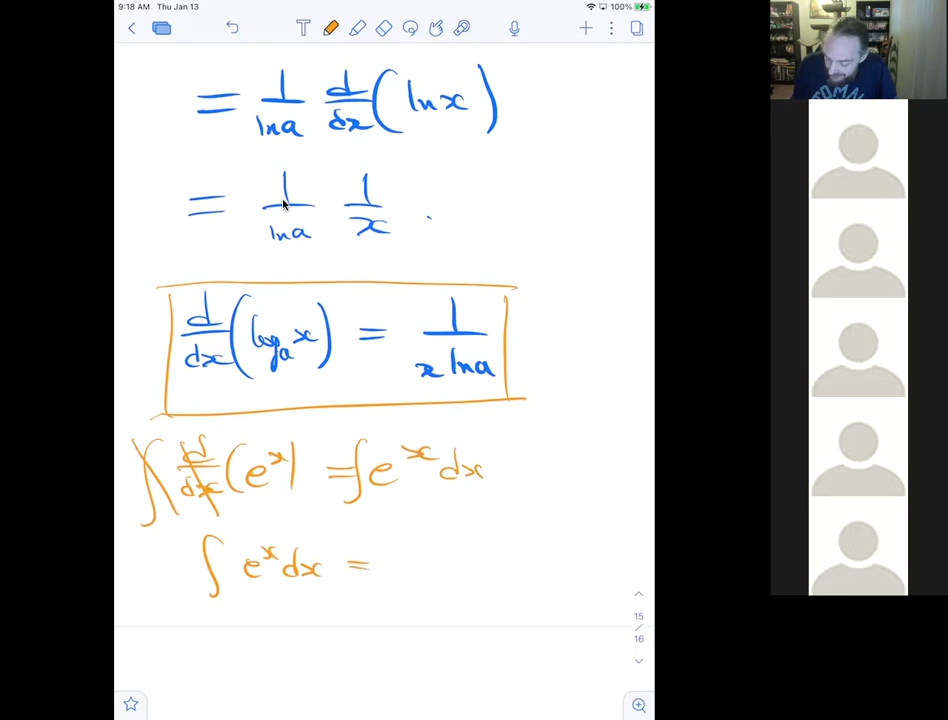 9:18 AM Thu Jan 13
100%
= 1/ln a d/dx (ln x)
= 1/ln a 1/x .
d/dx (log_a x) = 1/(x ln a)
∫ d/dx (e^x) = ∫ e^x dx
∫ e^x dx =
15
/
16